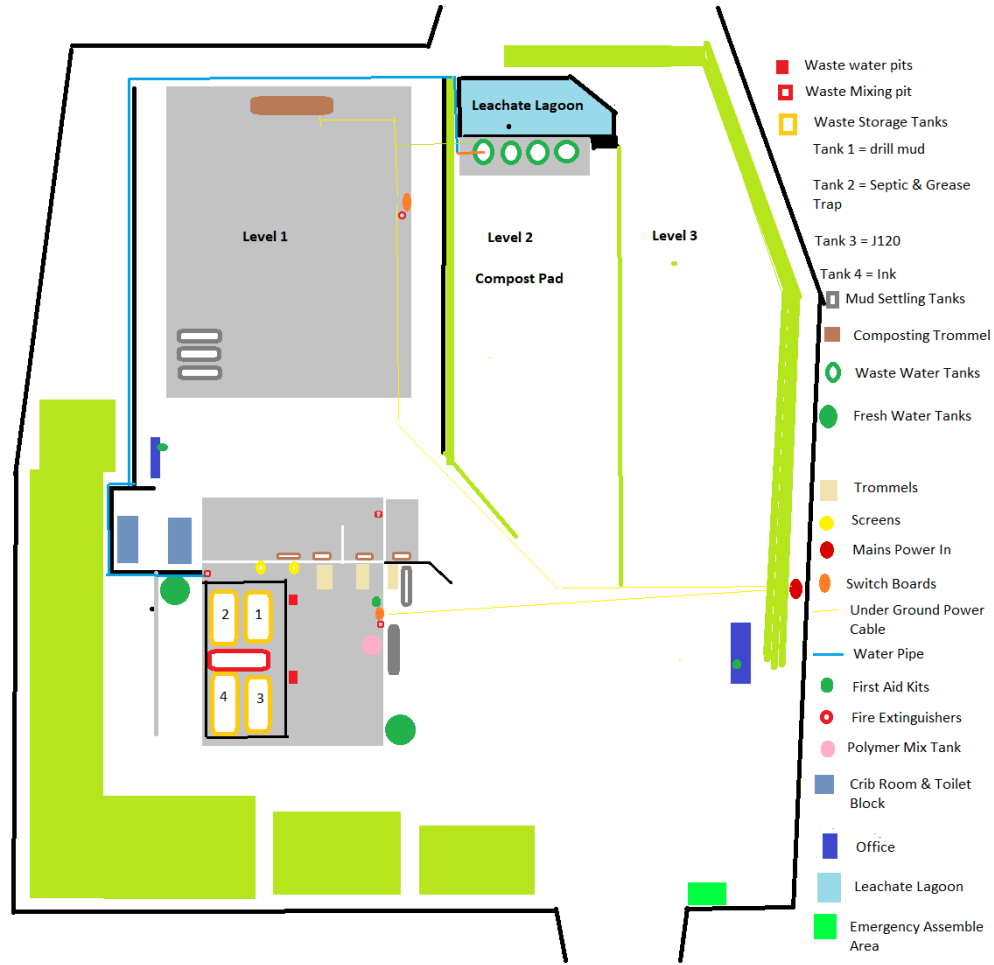 Leachate Lagoon
Level 1
Level 2
Level 3
Compost Pad
2
1
4
3
Waste water pits
Waste Mixing pit
Waste Storage Tanks
Tank 1 = drill mud
Tank 2 = Septic & Grease
Trap
Tank 3 = J120
Tank 4 = Ink
Mud Settling Tanks
Composting Trommel
Waste Water Tanks
Fresh Water Tanks
Trommels
Screens
Mains Power In
Switch Boards
Under Ground Power
Cable
Water Pipe
First Aid Kits
Fire Extinguishers
Polymer Mix Tank
Crib Room & Toilet
Block
Office
Leachate Lagoon
Emergency Assemble
Area